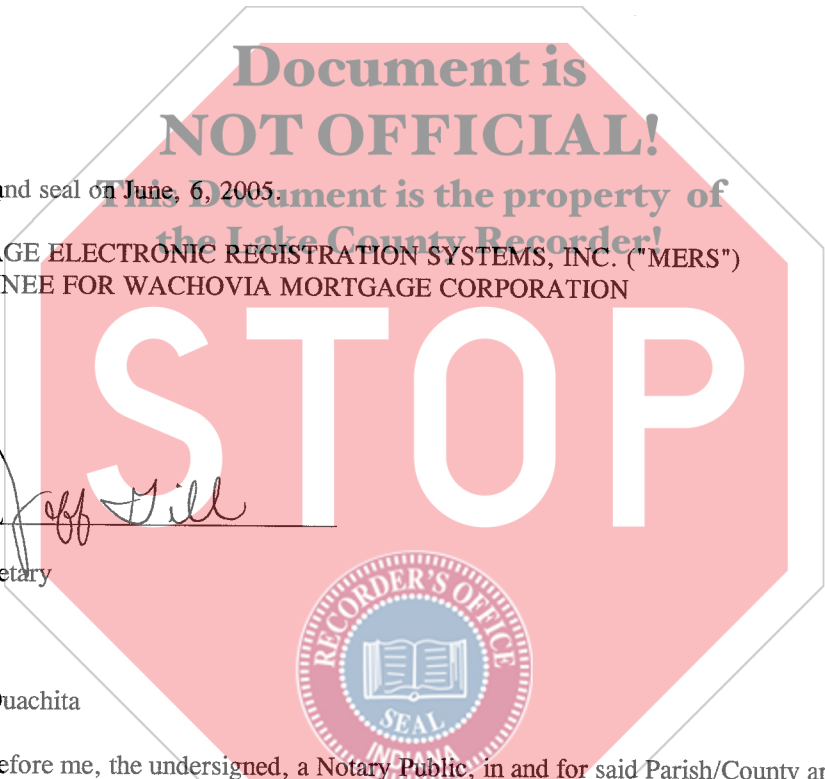 Document is
NOT OFFICIAL!
and seal on June, 6, 2005.
This Document is the property of
the Lake County Recorder!
AGE ELECTRONIC REGISTRATION SYSTEMS, INC. ("MERS")
NEE FOR WACHOVIA MORTGAGE CORPORATION
STOP
Jeff Gill
etary
RECORDER'S OFFICE
SEAL
INDIANA
Ouachita
efore me, the undersigned, a Notary Public, in and for said Parish/County an